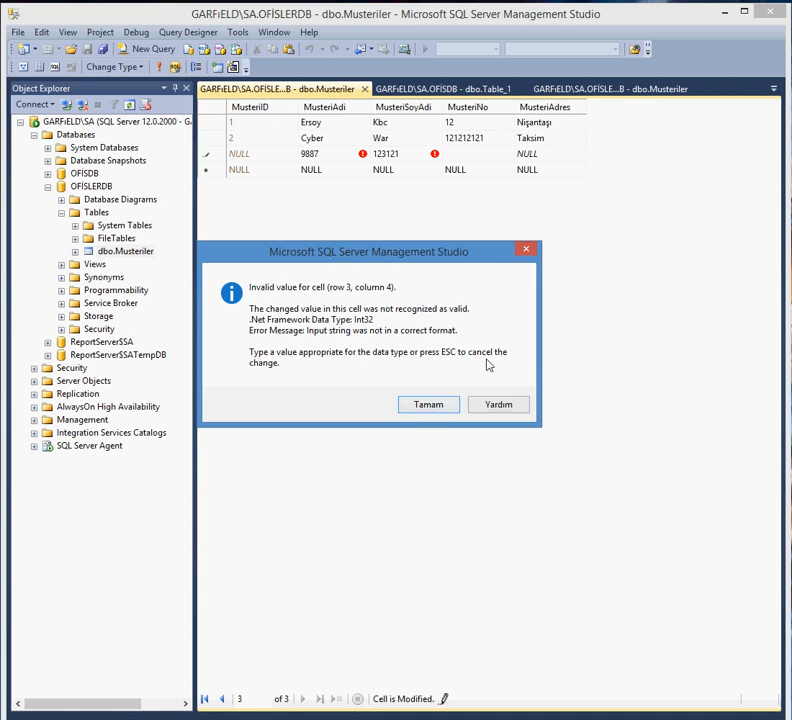 GARFıELD\SA.OFİSLERDB - dbo.Musteriler - Microsoft SQL Server Management Studio
File Edit View Project Debug Query Designer Tools Window Help
New Query
Change Type
Object Explorer
GARFıELD\SA.OFİSLE...B - dbo.Musteriler
GARFıELD\SA.OFİSDB - dbo.Table_1
GARFıELD\SA.OFİSLE...B - dbo.Musteriler
Connect
GARFıELD\SA (SQL Server 12.0.2000 - G
Databases
System Databases
Database Snapshots
OFİSDB
OFİSLERDB
Database Diagrams
Tables
System Tables
FileTables
dbo.Musteriler
Views
Synonyms
Programmability
Service Broker
Storage
Security
ReportServer$SA
ReportServer$SATempDB
Security
Server Objects
Replication
AlwaysOn High Availability
Management
Integration Services Catalogs
SQL Server Agent
MusteriID MusteriAdi MusteriSoyAdi MusteriNo MusteriAdres
1 Ersoy Kbc 12 Nişantaşı
2 Cyber War 121212121 Taksim
NULL 9887 123121 NULL
NULL NULL NULL NULL NULL
Microsoft SQL Server Management Studio
Invalid value for cell (row 3, column 4).
The changed value in this cell was not recognized as valid.
.Net Framework Data Type: Int32
Error Message: Input string was not in a correct format.
Type a value appropriate for the data type or press ESC to cancel the
change.
Tamam Yardım
3 of 3 Cell is Modified.